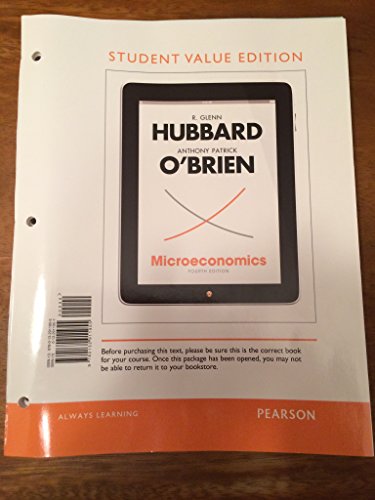 STUDENT VALUE EDITION
R. GLENN
HUBBARD
ANTHONY PATRICK
O'BRIEN
Microeconomics
FOURTH EDITION
Before purchasing this text, please be sure this is the correct book
for your course. Once this package has been opened, you may not
be able to return it to your bookstore.
ALWAYS LEARNING
PEARSON